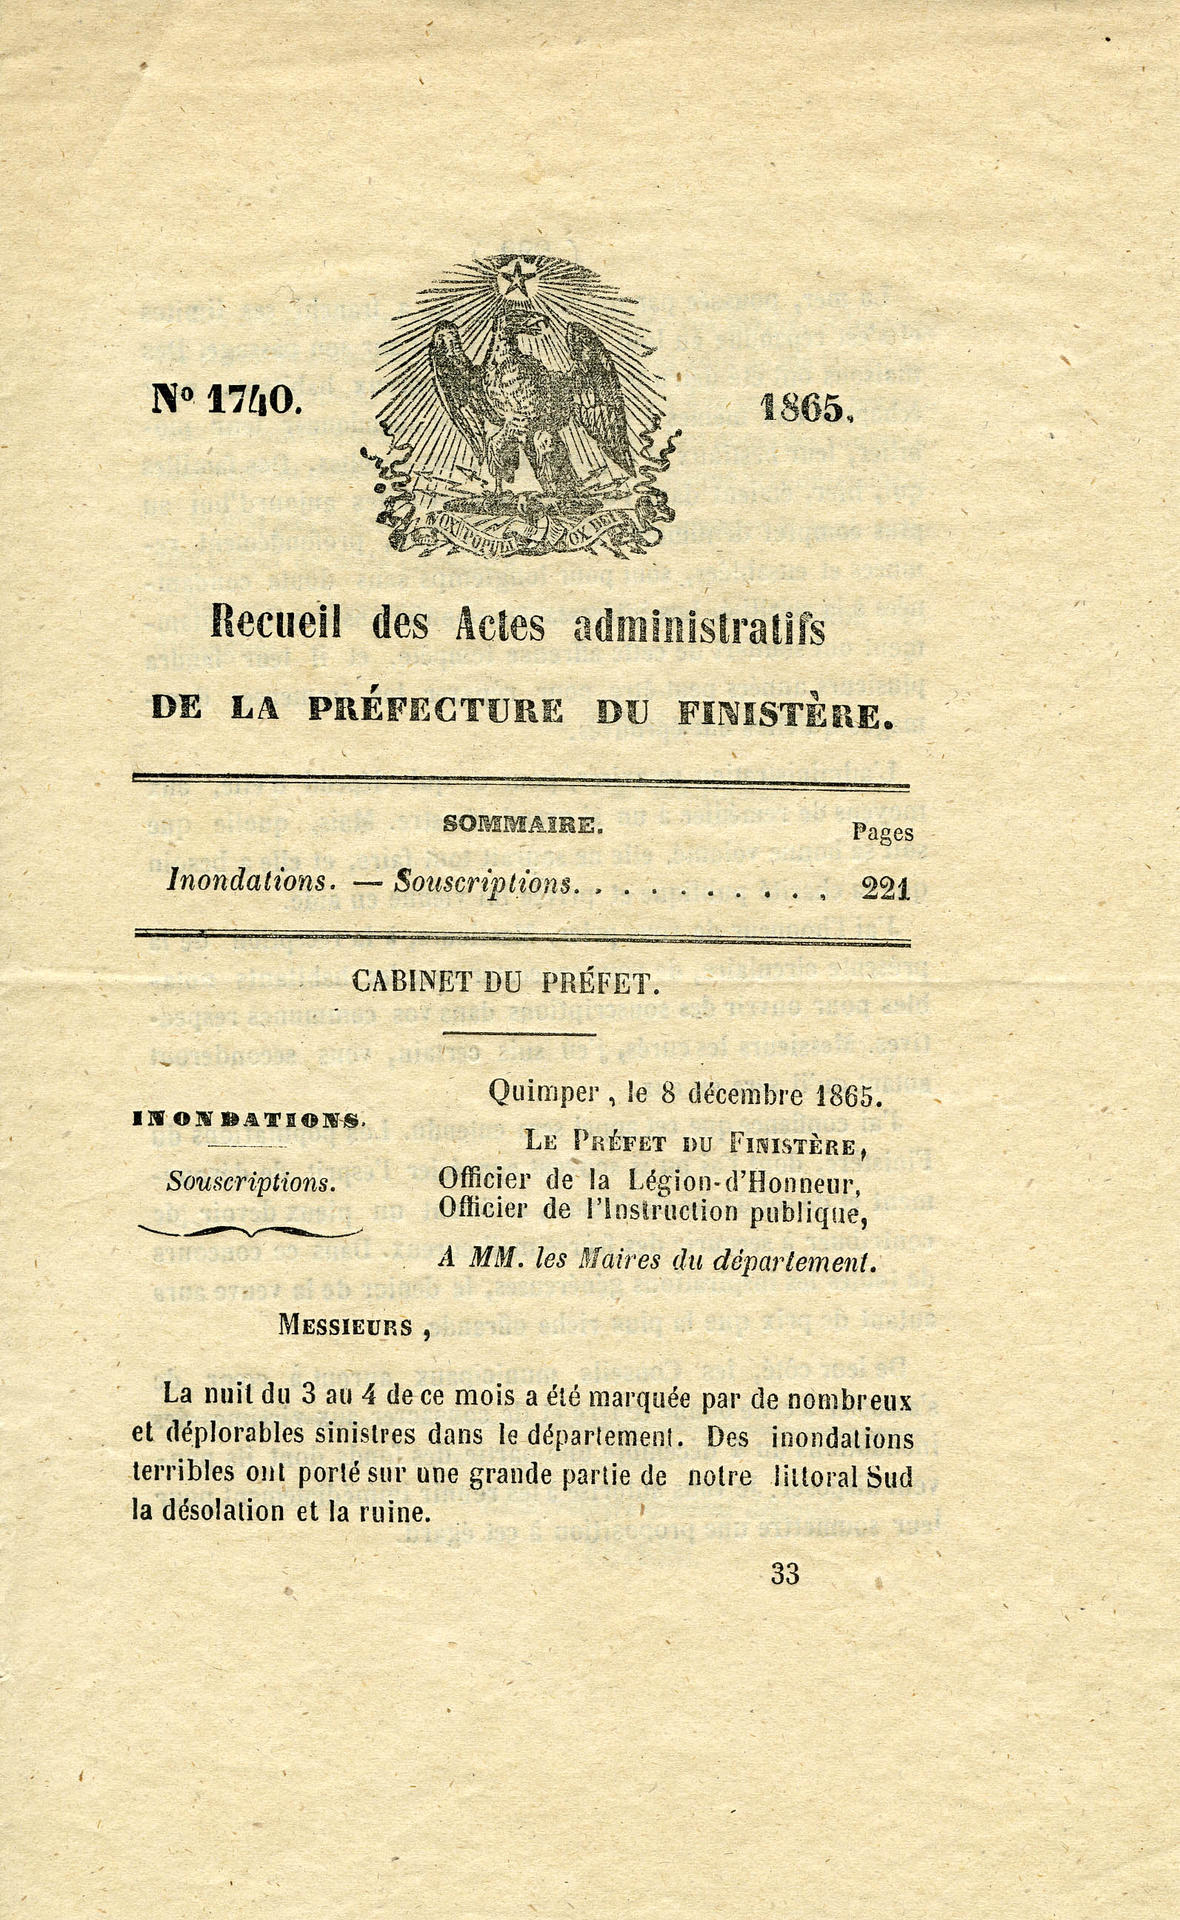 Nº 1740.
1865.
VOX POPULI VOX DEI
Recueil des Actes administratifs
DE LA PRÉFECTURE DU FINISTÈRE.
SOMMAIRE.
Pages
Inondations. — Souscriptions. . . . . . . . . . 221
CABINET DU PRÉFET.
Quimper, le 8 décembre 1865.
INONDATIONS.
Souscriptions.
LE PRÉFET DU FINISTÈRE,
Officier de la Légion-d'Honneur,
Officier de l'Instruction publique,
A MM. les Maires du département.
MESSIEURS,
La nuit du 3 au 4 de ce mois a été marquée par de nombreux
et déplorables sinistres dans le département. Des inondations
terribles ont porté sur une grande partie de notre littoral Sud
la désolation et la ruine.
33